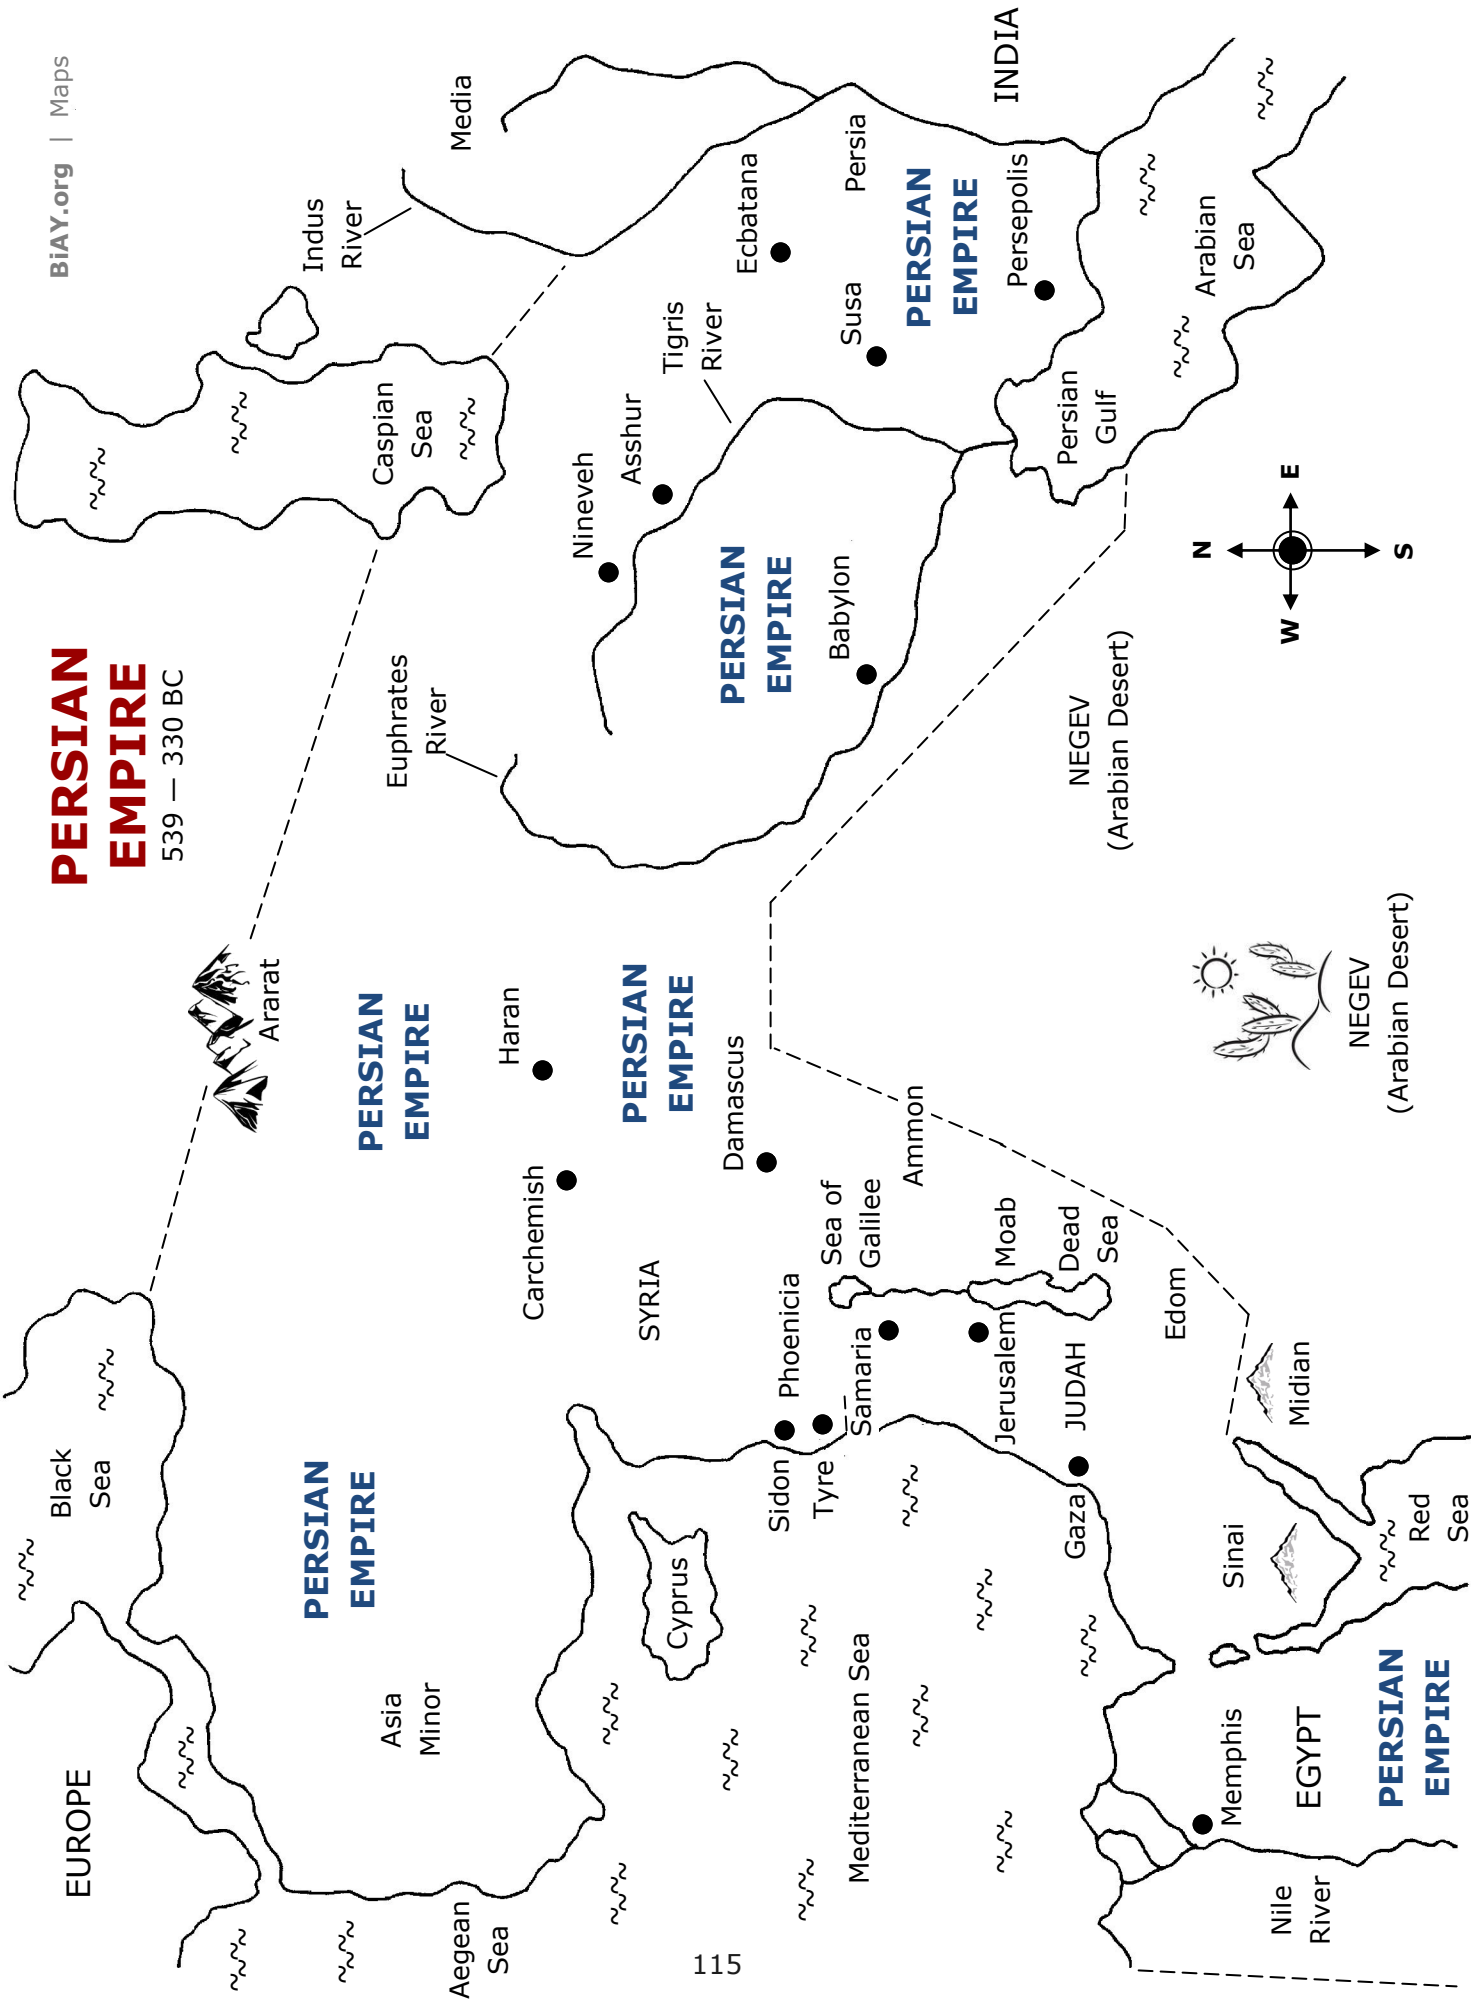 BiAY.org | Maps
PERSIAN
EMPIRE
539 — 330 BC
EUROPE
Black
Sea
Ararat
Caspian
Sea
Indus
River
Media
Aegean
Sea
Asia
Minor
PERSIAN
EMPIRE
PERSIAN
EMPIRE
Euphrates
River
Carchemish
Haran
Nineveh
Asshur
Tigris
River
Ecbatana
Persia
INDIA
Cyprus
SYRIA
PERSIAN
EMPIRE
PERSIAN
EMPIRE
Susa
PERSIAN
EMPIRE
Persepolis
Sidon
Phoenicia
Tyre
Damascus
Babylon
Mediterranean Sea
Samaria
Sea of
Galilee
Ammon
Jerusalem
Moab
Dead
Sea
JUDAH
Gaza
Edom
NEGEV
(Arabian Desert)
Persian
Gulf
Arabian
Sea
Memphis
EGYPT
Nile
River
PERSIAN
EMPIRE
Sinai
Midian
Red
Sea
NEGEV
(Arabian Desert)
N
W
E
S
115